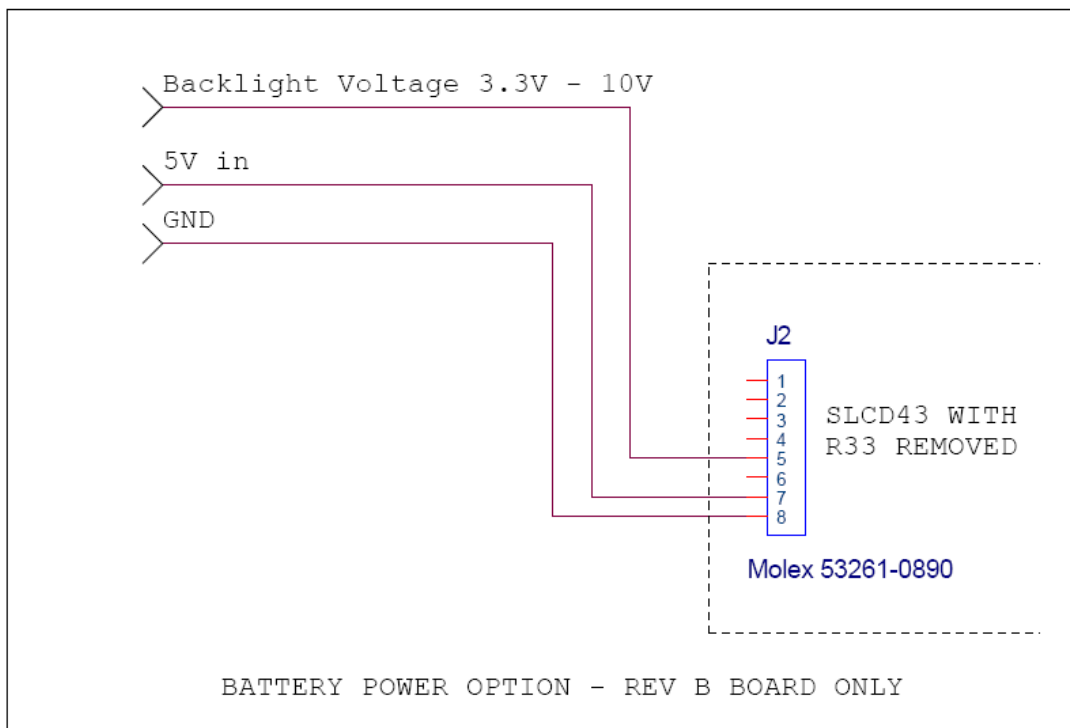 Backlight Voltage 3.3V - 10V
5V in
GND
J2
1
2
3
4
5
6
7
8
SLCD43 WITH
R33 REMOVED
Molex 53261-0890
BATTERY POWER OPTION - REV B BOARD ONLY